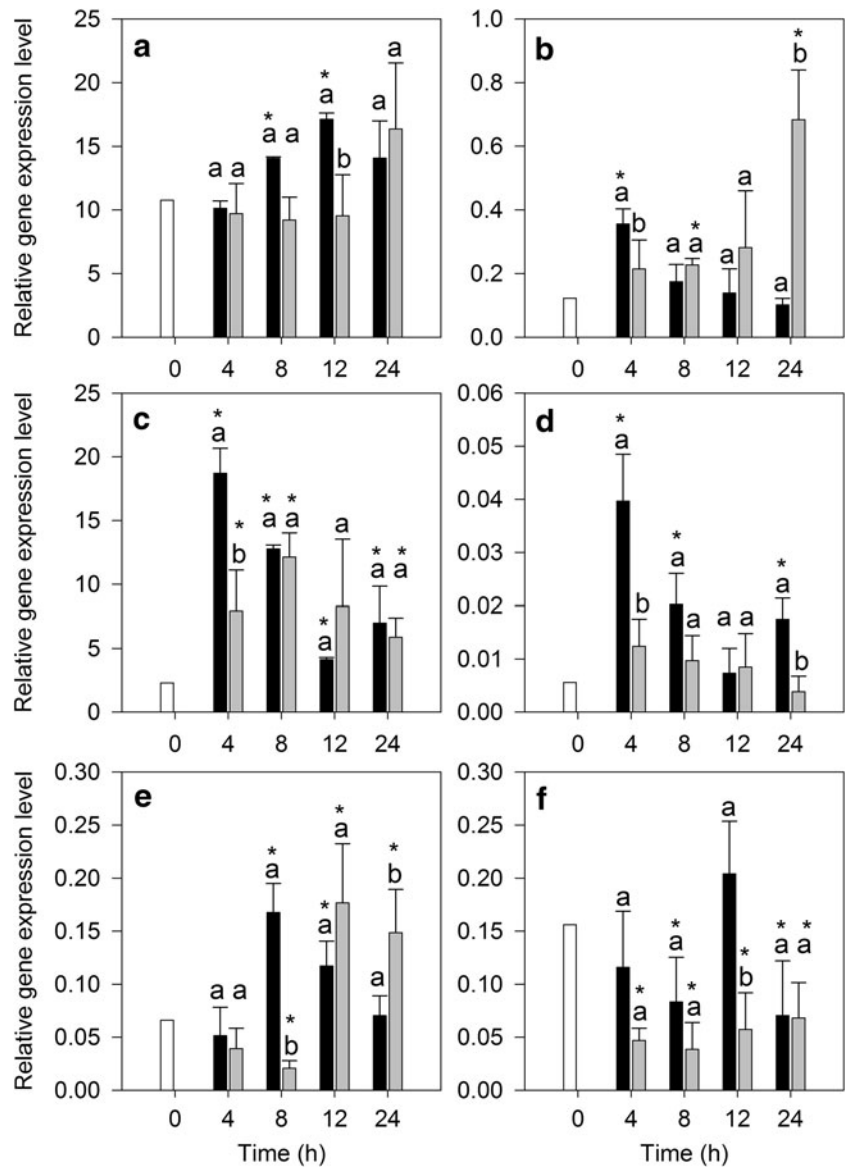 a
Relative gene expression level
25
20
15
10
5
0
a a
*
a a
*
a b
a a
0 4 8 12 24
b
1.0
0.8
0.6
0.4
0.2
0.0
*
a b
a *
a
a a
a *
b
0 4 8 12 24
c
Relative gene expression level
25
20
15
10
5
0
*
a *
b
* *
a a
*
a a
* *
a a
0 4 8 12 24
d
0.06
0.05
0.04
0.03
0.02
0.01
0.00
*
a b
*
a a
a a
*
a b
0 4 8 12 24
e
Relative gene expression level
0.30
0.25
0.20
0.15
0.10
0.05
0.00
a a
*
a *
b
*
a *
a
a *
b
0 4 8 12 24
Time (h)
f
0.30
0.25
0.20
0.15
0.10
0.05
0.00
a *
a
*
a *
a
a *
b
* *
a a
0 4 8 12 24
Time (h)